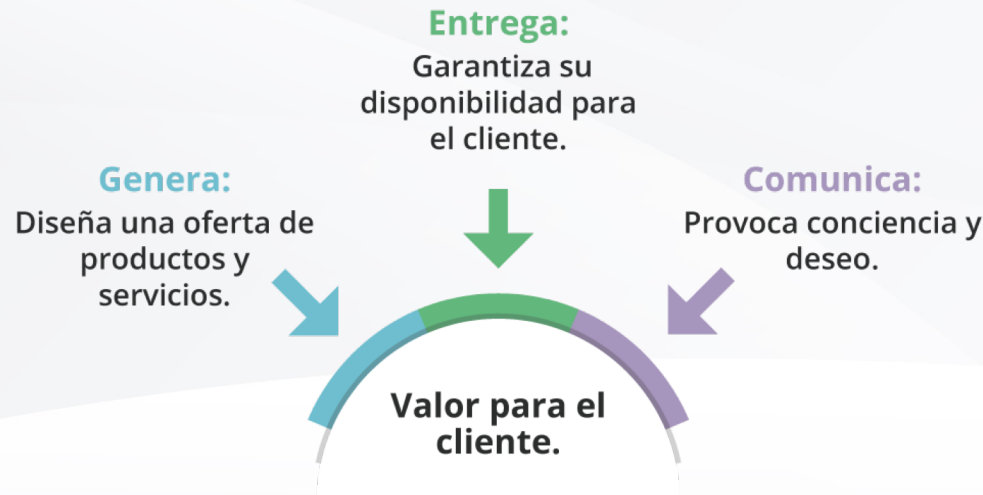 Entrega:
Garantiza su
disponibilidad para
el cliente.
Genera:
Diseña una oferta de
productos y
servicios.
Comunica:
Provoca conciencia y
deseo.
Valor para el
cliente.